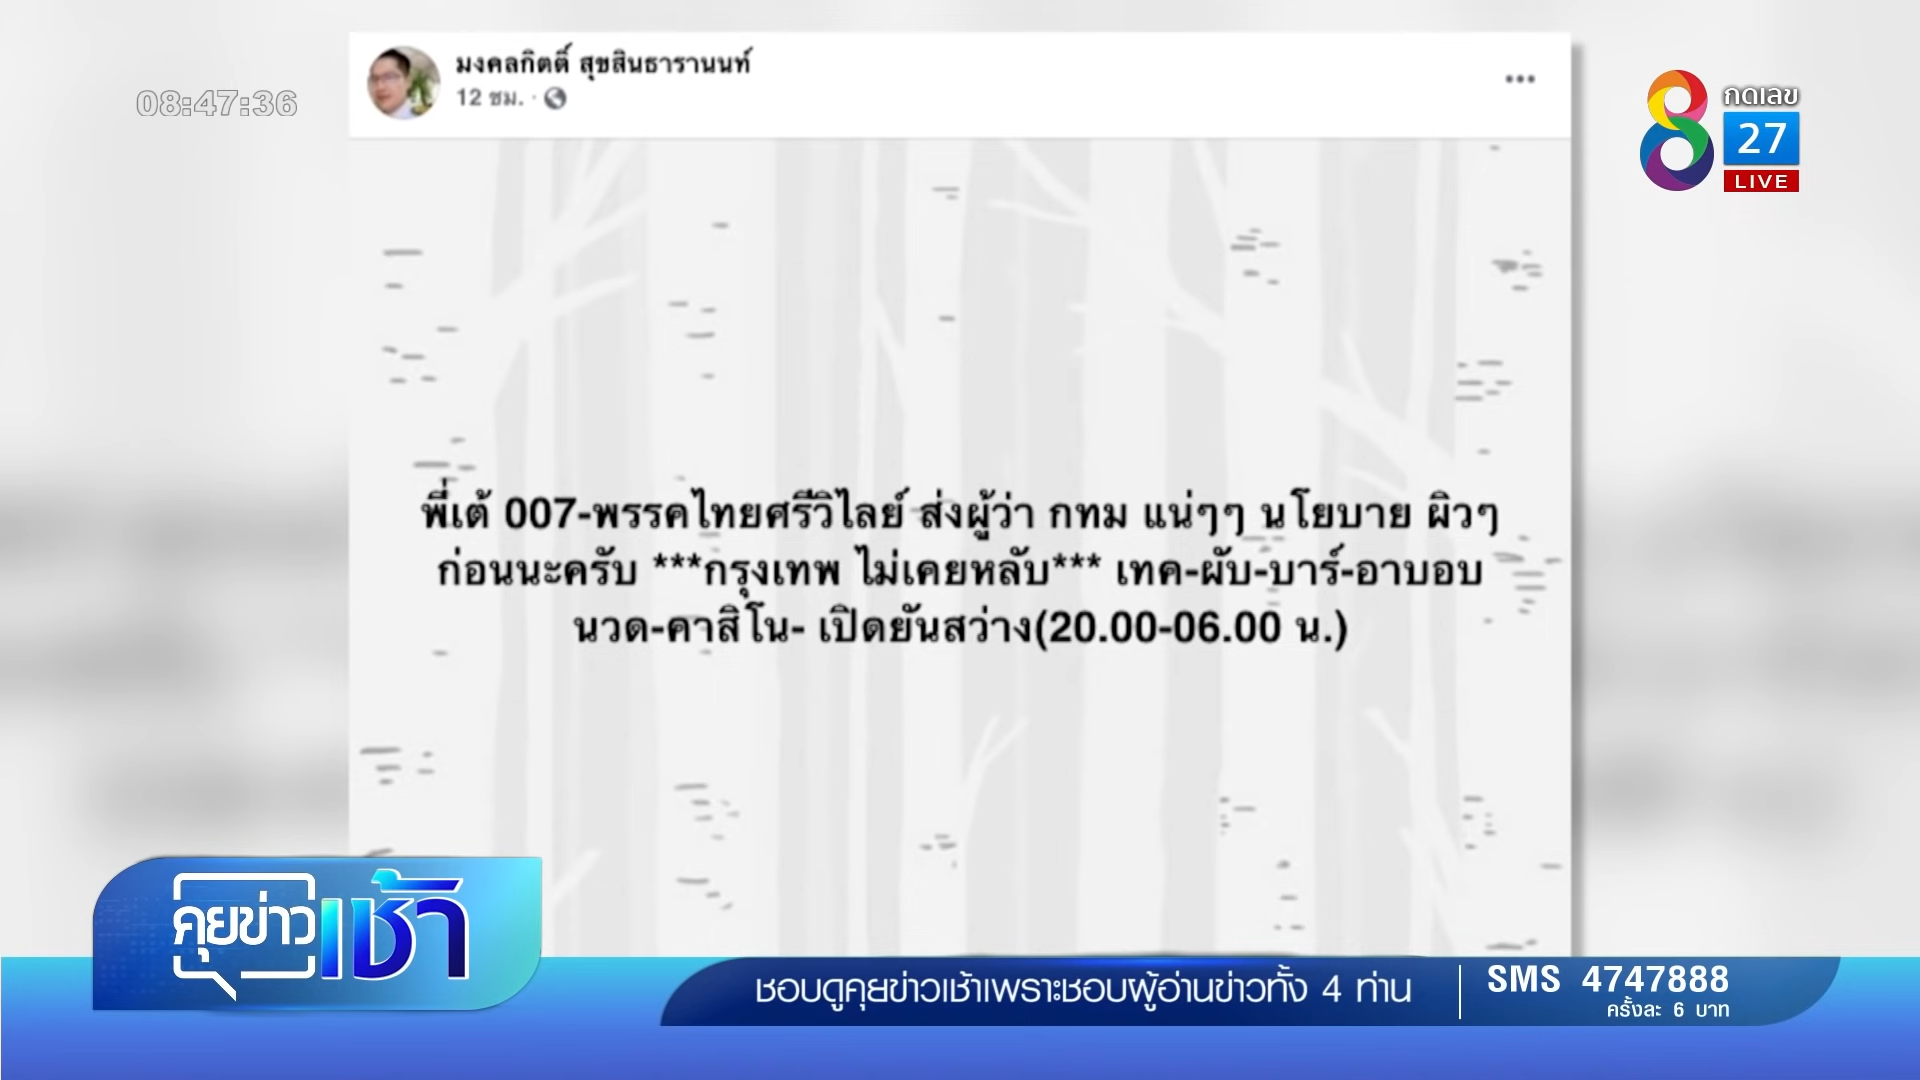 มงคลกิตติ์ สุขสินธารานนท์
12 ชม. ·
08:47:36
8
กดเลข
27
LIVE
พี่เต้ 007-พรรคไทยศรีวิไลย์ ส่งผู้ว่า กทม แน่ๆๆ นโยบาย ผิวๆ
ก่อนนะครับ ***กรุงเทพ ไม่เคยหลับ*** เทค-ผับ-บาร์-อาบอบ
นวด-คาสิโน- เปิดยันสว่าง(20.00-06.00 น.)
คุยข่าว
เช้า
ชอบดูคุยข่าวเช้าเพราะชอบผู้อ่านข่าวทั้ง 4 ท่าน
SMS 4747888
ครั้งละ 6 บาท